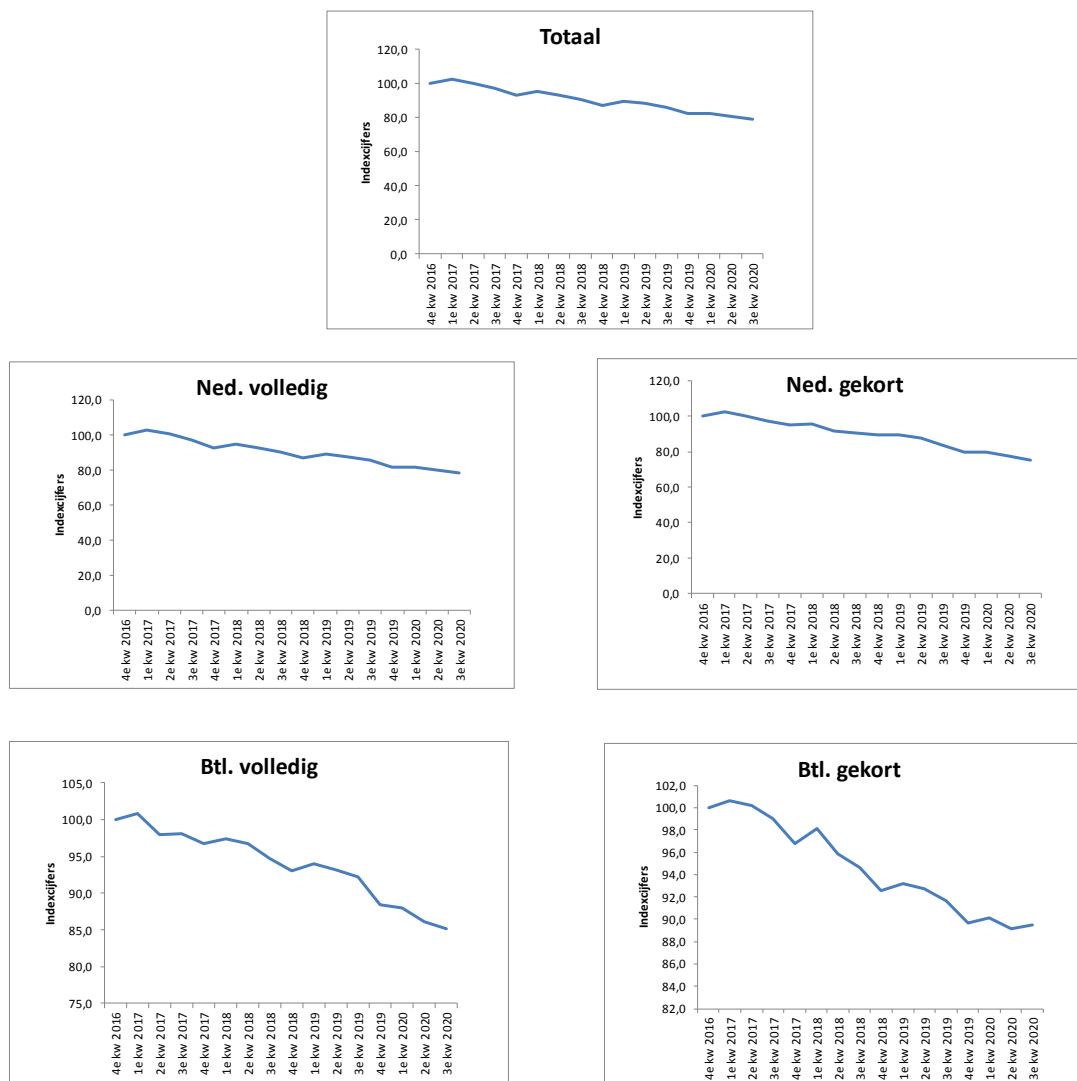 Totaal
120,0
100,0
80,0
60,0
40,0
20,0
0,0
Indexcijfers
4e kw 2016
1e kw 2017
2e kw 2017
3e kw 2017
4e kw 2017
1e kw 2018
2e kw 2018
3e kw 2018
4e kw 2018
1e kw 2019
2e kw 2019
3e kw 2019
4e kw 2019
1e kw 2020
2e kw 2020
3e kw 2020
Ned. volledig
120,0
100,0
80,0
60,0
40,0
20,0
0,0
Indexcijfers
4e kw 2016
1e kw 2017
2e kw 2017
3e kw 2017
4e kw 2017
1e kw 2018
2e kw 2018
3e kw 2018
4e kw 2018
1e kw 2019
2e kw 2019
3e kw 2019
4e kw 2019
1e kw 2020
2e kw 2020
3e kw 2020
Ned. gekort
120,0
100,0
80,0
60,0
40,0
20,0
0,0
Indexcijfers
4e kw 2016
1e kw 2017
2e kw 2017
3e kw 2017
4e kw 2017
1e kw 2018
2e kw 2018
3e kw 2018
4e kw 2018
1e kw 2019
2e kw 2019
3e kw 2019
4e kw 2019
1e kw 2020
2e kw 2020
3e kw 2020
Btl. volledig
105,0
100,0
95,0
90,0
85,0
80,0
75,0
Indexcijfers
4e kw 2016
1e kw 2017
2e kw 2017
3e kw 2017
4e kw 2017
1e kw 2018
2e kw 2018
3e kw 2018
4e kw 2018
1e kw 2019
2e kw 2019
3e kw 2019
4e kw 2019
1e kw 2020
2e kw 2020
3e kw 2020
Btl. gekort
102,0
100,0
98,0
96,0
94,0
92,0
90,0
88,0
86,0
84,0
82,0
Indexcijfers
4e kw 2016
1e kw 2017
2e kw 2017
3e kw 2017
4e kw 2017
1e kw 2018
2e kw 2018
3e kw 2018
4e kw 2018
1e kw 2019
2e kw 2019
3e kw 2019
4e kw 2019
1e kw 2020
2e kw 2020
3e kw 2020